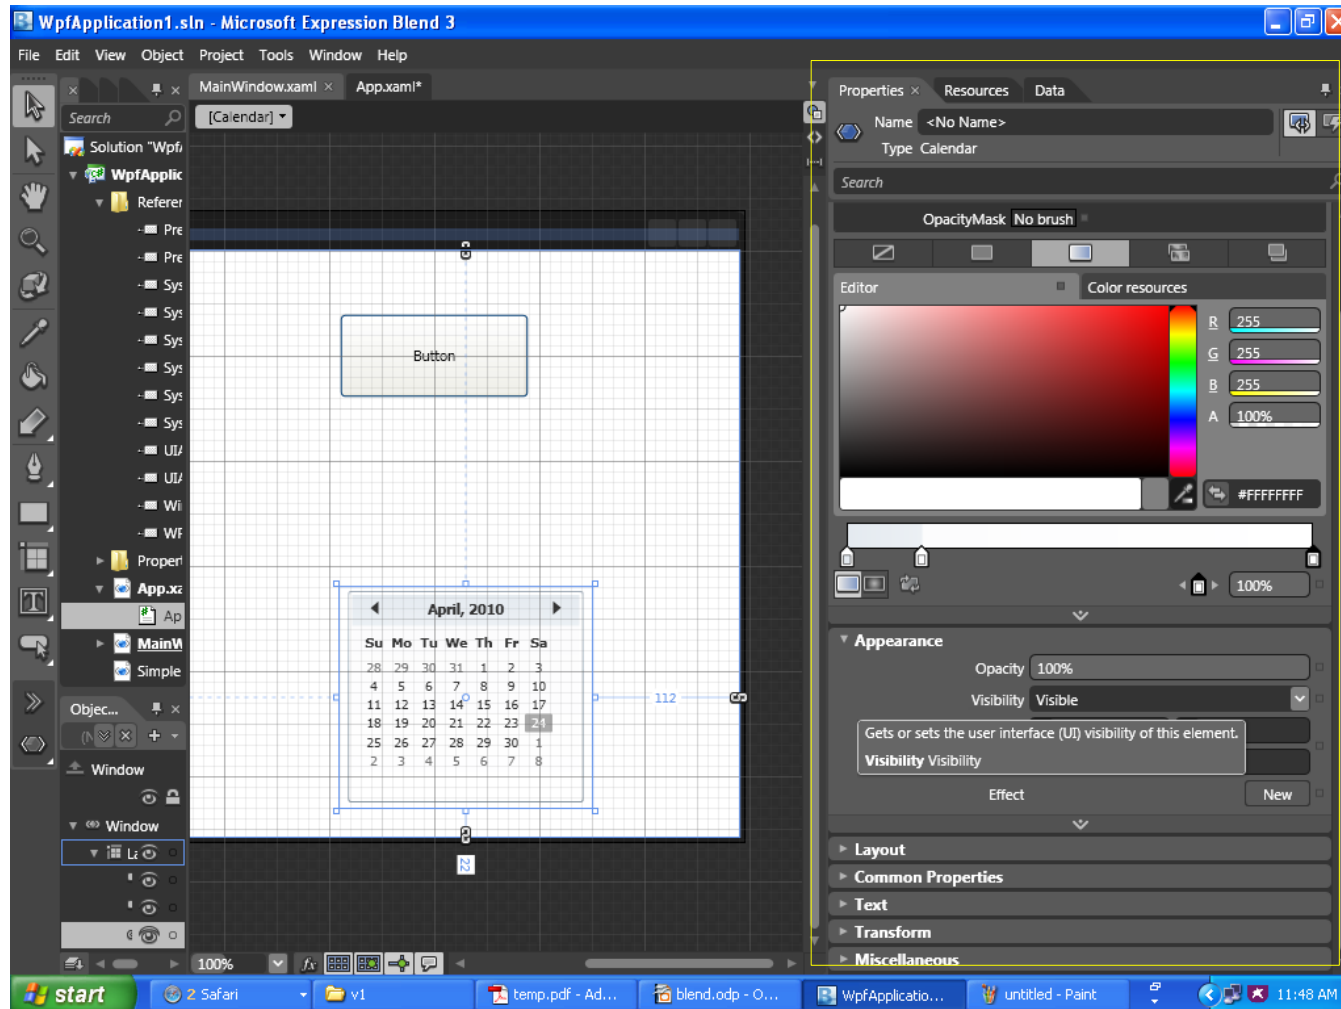 WpfApplication1.sln - Microsoft Expression Blend 3
File Edit View Object Project Tools Window Help
MainWindow.xaml × App.xaml*
Search
[Calendar]
Solution "Wpf
WpfApplic
Referer
Pre
Pre
Sys
Sys
Sys
Sys
Sys
Sys
UIA
UIA
Wi
WF
Propert
App.xa
Ap
MainW
Simple
Objec...
(N
Window
Window
La
Button
April, 2010
Su Mo Tu We Th Fr Sa
28 29 30 31 1 2 3
4 5 6 7 8 9 10
11 12 13 14 15 16 17
18 19 20 21 22 23 24
25 26 27 28 29 30 1
2 3 4 5 6 7 8
112
22
100%
fx
Properties × Resources Data
Name <No Name>
Type Calendar
Search
OpacityMask No brush
Editor
Color resources
R 255
G 255
B 255
A 100%
#FFFFFFFF
100%
Appearance
Opacity 100%
Visibility Visible
Gets or sets the user interface (UI) visibility of this element.
Visibility Visibility
Effect New
Layout
Common Properties
Text
Transform
Miscellaneous
start
2 Safari
v1
temp.pdf - Ad...
blend.odp - O...
WpfApplicatio...
untitled - Paint
11:48 AM